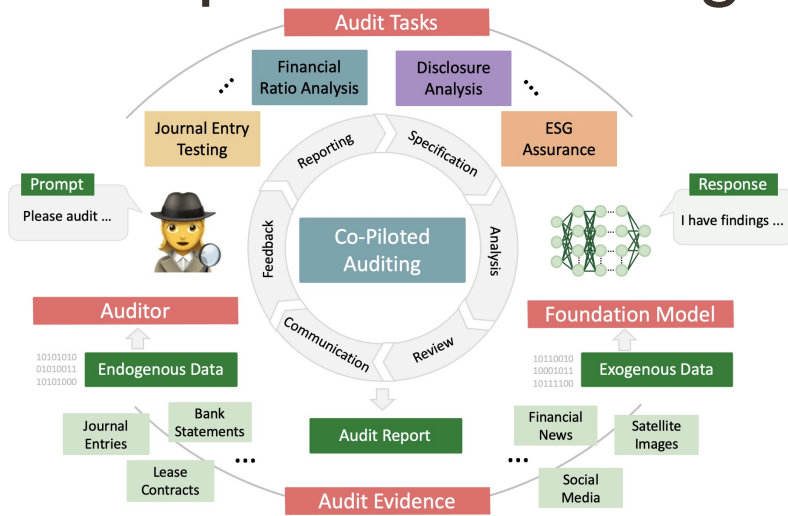 Audit Tasks
Financial
Ratio Analysis
Disclosure
Analysis
Journal Entry
Testing
ESG
Assurance
Reporting
Specification
Analysis
Review
Communication
Feedback
Co-Piloted
Auditing
Prompt
Please audit ...
Response
I have findings ...
Auditor
Foundation Model
10101010
01010011
10101000
Endogenous Data
10110010
10001011
10111100
Exogenous Data
Journal
Entries
Bank
Statements
Lease
Contracts
...
Audit Report
Financial
News
Satellite
Images
...
Social
Media
Audit Evidence